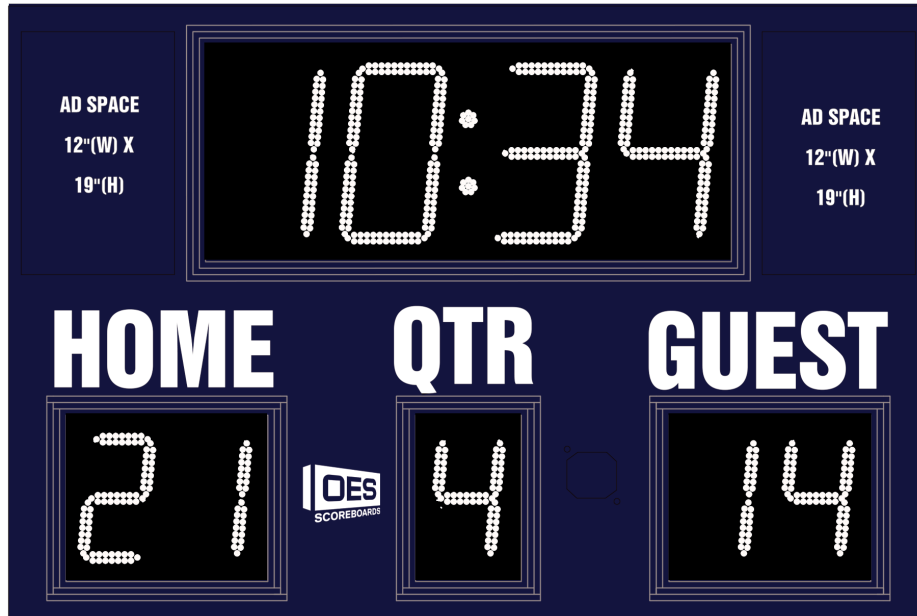 10:34
AD SPACE
12"(W) X
19"(H)
AD SPACE
12"(W) X
19"(H)
HOME
QTR
GUEST
21
4
14
OES
SCOREBOARDS